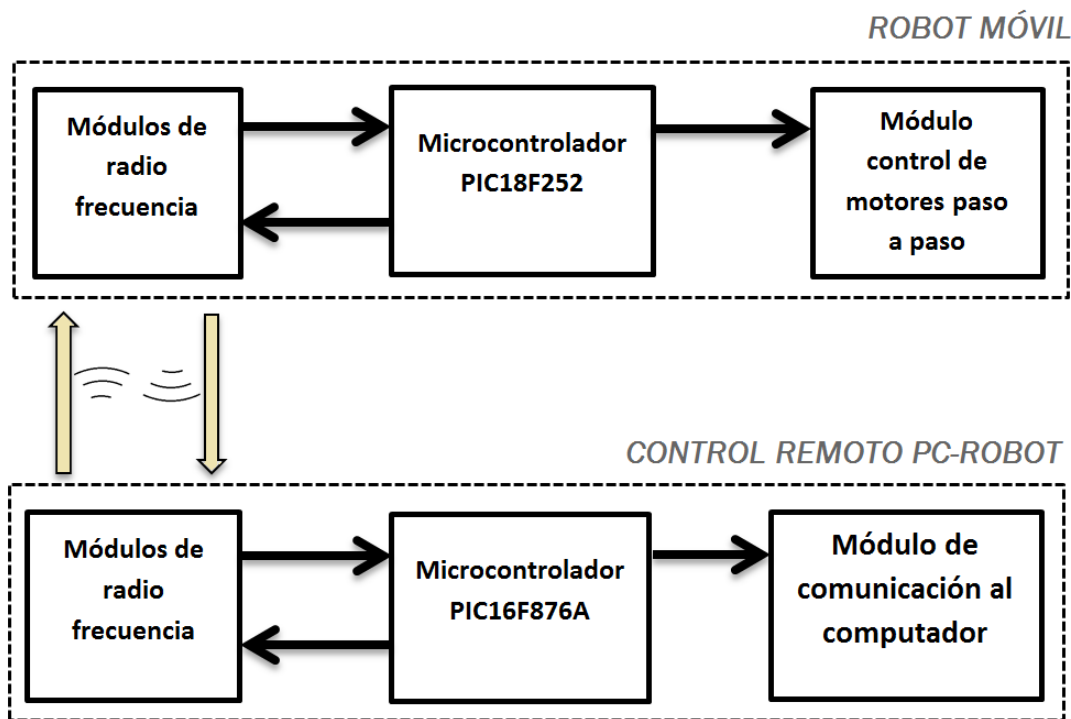 ROBOT MÓVIL
Módulos de
radio
frecuencia
Microcontrolador
PIC18F252
Módulo
control de
motores paso
a paso
CONTROL REMOTO PC-ROBOT
Módulos de
radio
frecuencia
Microcontrolador
PIC16F876A
Módulo de
comunicación al
computador